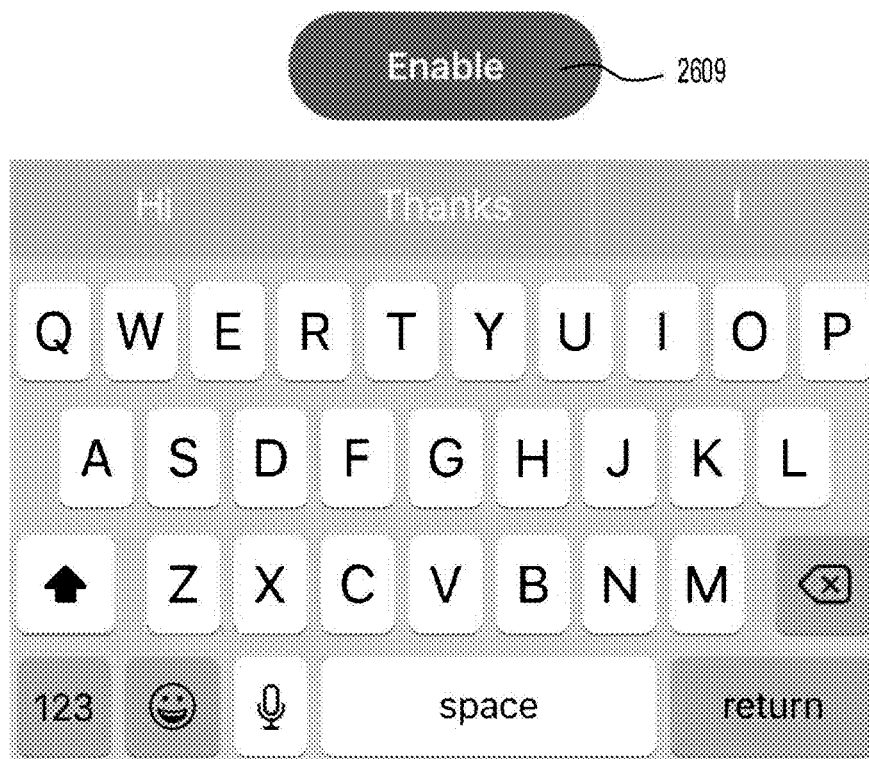 Enable 2609
Hi Thanks I
Q W E R T Y U I O P
A S D F G H J K L
Z X C V B N M
123 space return